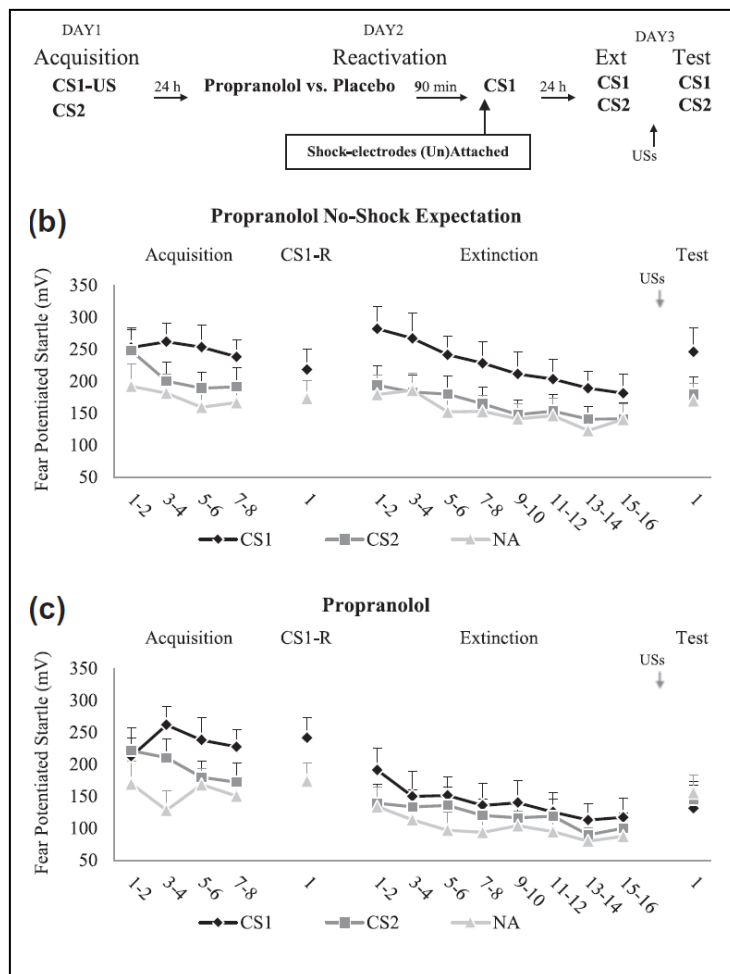 DAY1 DAY2 DAY3
Acquisition Reactivation Ext Test
CS1-US 24 h Propranolol vs. Placebo 90 min CS1 24 h CS1 CS1
CS2 CS2 CS2
Shock-electrodes (Un)Attached
USs
(b) Propranolol No-Shock Expectation
Acquisition CS1-R Extinction USs Test
Fear Potentiated Startle (mV)
350
300
250
200
150
100
50
1-2 3-4 5-6 7-8 1 1-2 3-4 5-6 7-8 9-10 11-12 13-14 15-16 1
CS1 CS2 NA
(c) Propranolol
Acquisition CS1-R Extinction Test
USs
Fear Potentiated Startle (mV)
350
300
250
200
150
100
50
1-2 3-4 5-6 7-8 1 1-2 3-4 5-6 7-8 9-10 11-12 13-14 15-16 1
CS1 CS2 NA